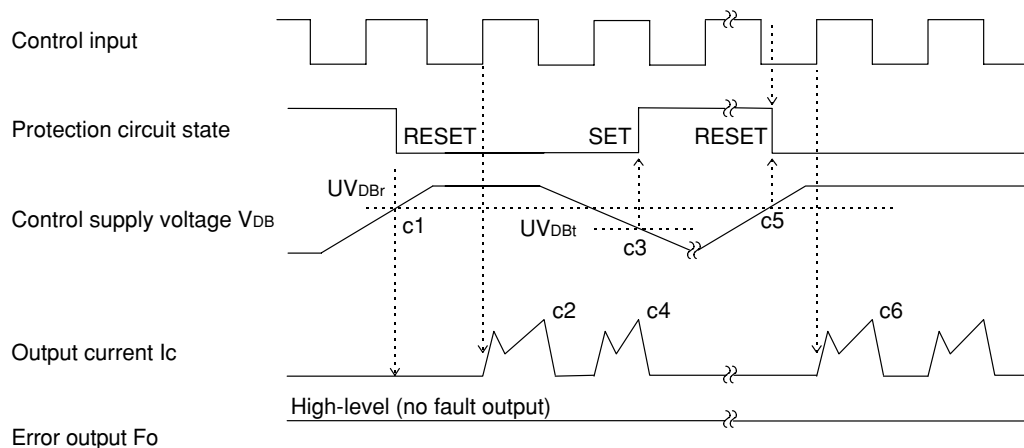 Control input
Protection circuit state
RESET
SET
RESET
UVDBr
Control supply voltage VDB
c1
UVDBt
c3
c5
c2
c4
c6
Output current Ic
High-level (no fault output)
Error output Fo